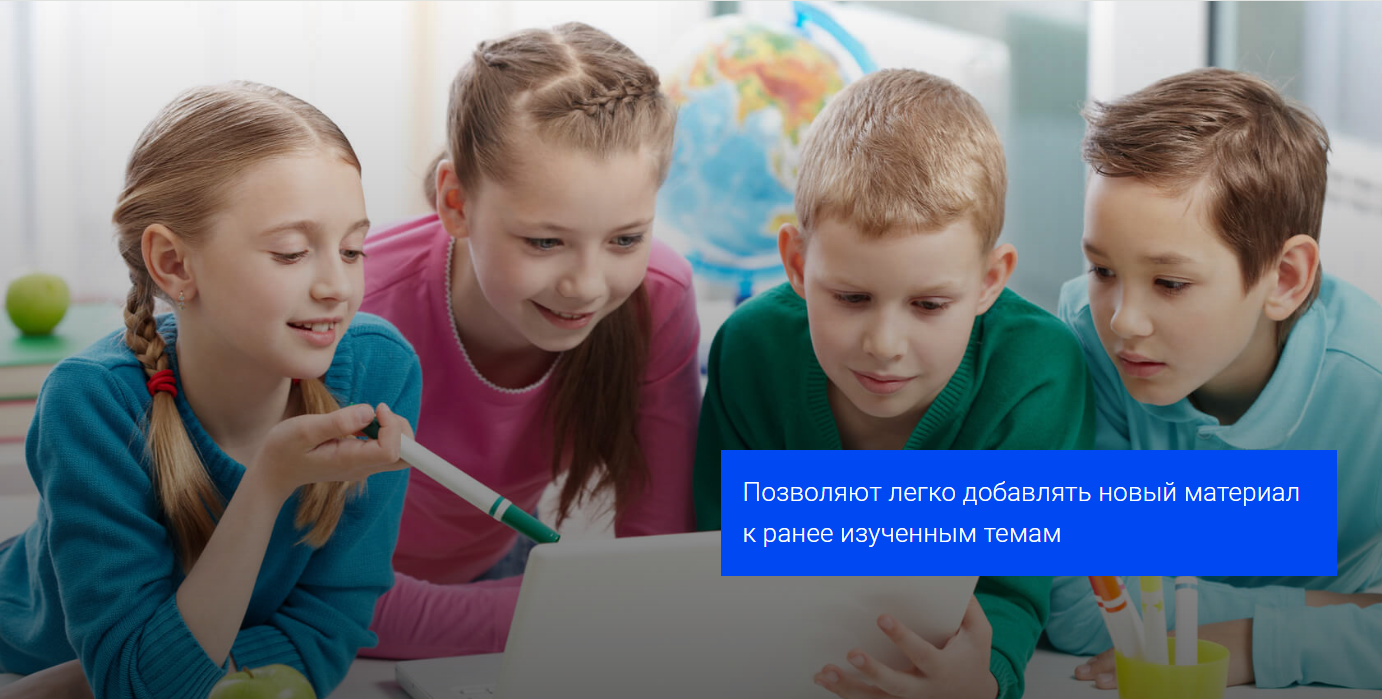 Позволяют легко добавлять новый материал
к ранее изученным темам